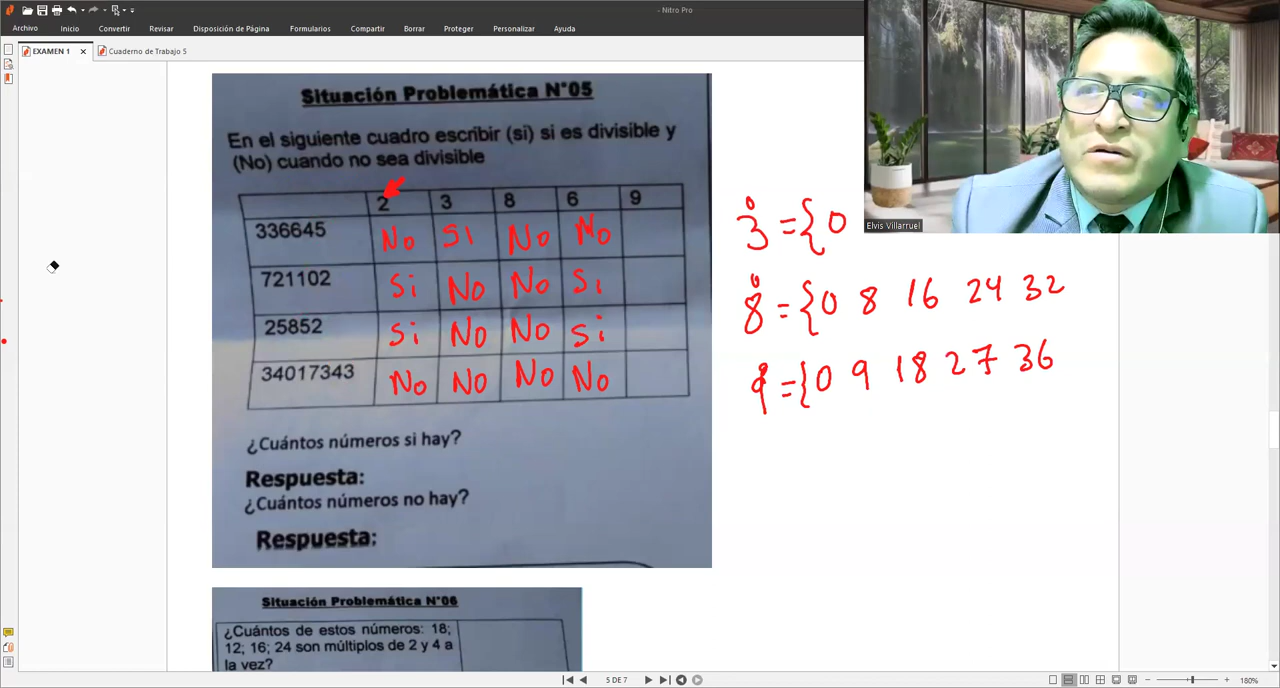 - Nitro Pro
Archivo Inicio Convertir Revisar Disposición de Página Formularios Compartir Borrar Proteger Personalizar Ayuda
EXAMEN 1 × Cuaderno de Trabajo 5
Situación Problemática N°05
En el siguiente cuadro escribir (si) si es divisible y
(No) cuando no sea divisible
2 3 8 6 9
336645 No Si No No
721102 Si No No Si
25852 Si No No Si
34017343 No No No No
¿Cuántos números si hay?
Respuesta:
¿Cuántos números no hay?
Respuesta:
3 = { 0
8 = { 0 8 16 24 32
9 = { 0 9 18 27 36
Elvis Villarruel
Situación Problemática N°06
¿Cuántos de estos números: 18;
12; 16; 24 son múltiplos de 2 y 4 a
la vez?
5 DE 7
180%